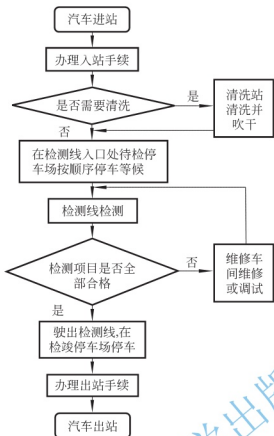 汽车进站
办理入站手续
是否需要清洗
是
清洗站
清洗并
吹干
否
在检测线入口处待检停
车场按顺序停车等候
检测线检测
检测项目是否全
部合格
否
维修车
间维修
或调试
是
驶出检测线,在
检竣停车场停车
办理出站手续
汽车出站
学出版